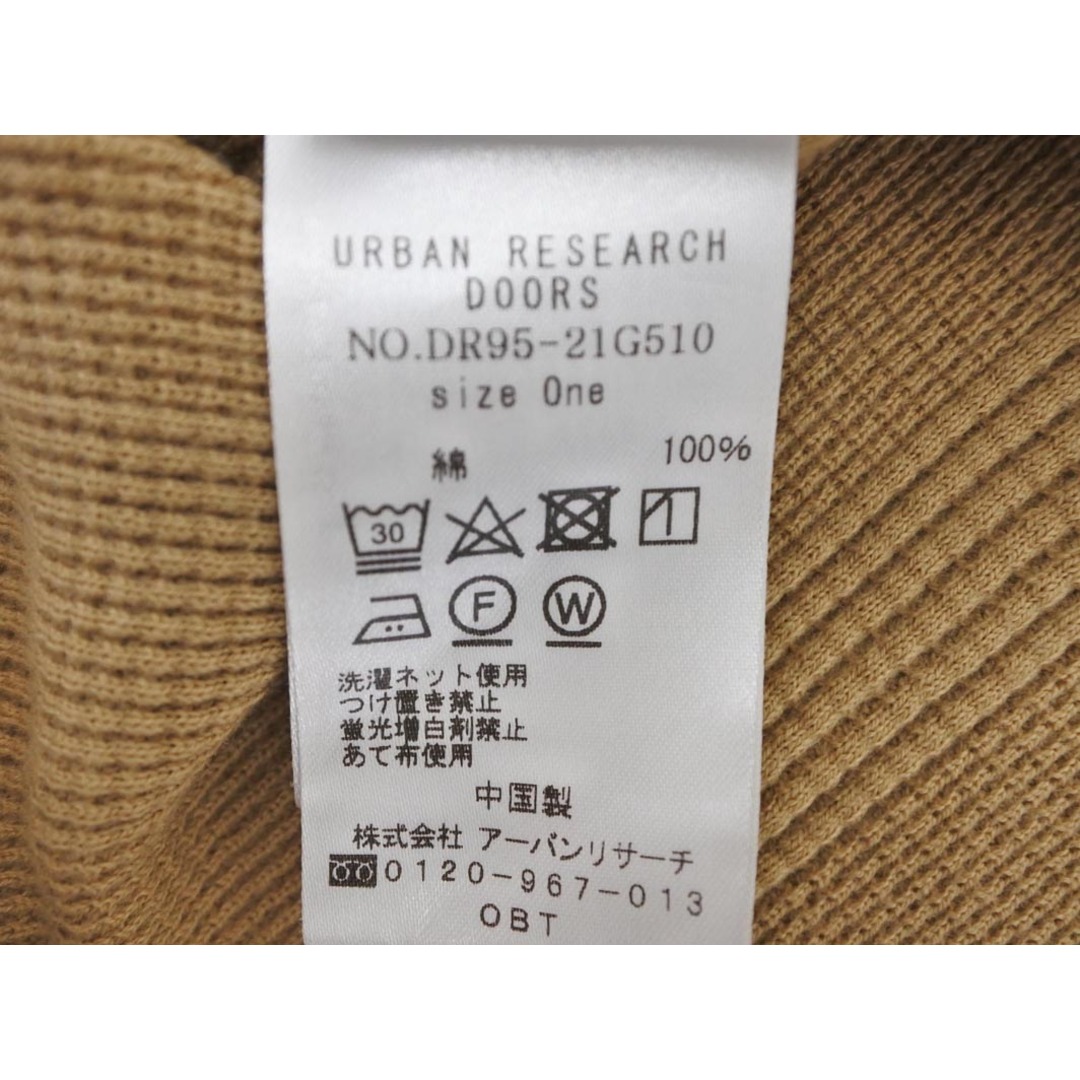 URBAN RESEARCH
DOORS
NO.DR95-21G510
size One
綿 100%
30
F W
洗濯ネット使用
つけ置き禁止
蛍光増白剤禁止
あて布使用
中国製
株式会社 アーバンリサーチ
0120-967-013
OBT